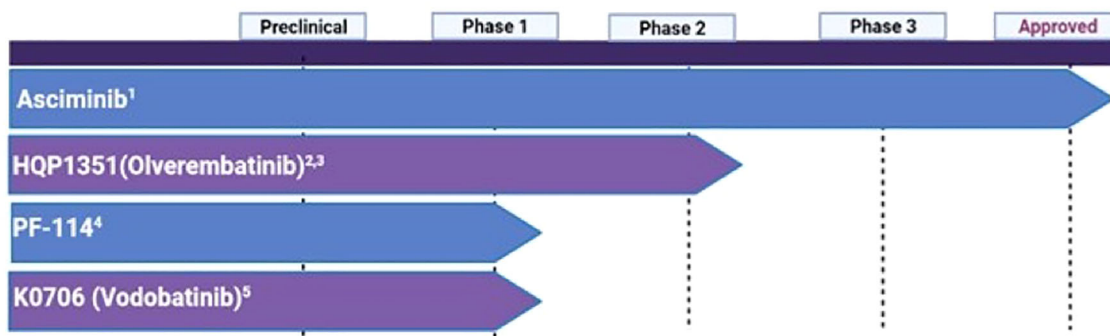 Preclinical Phase 1 Phase 2 Phase 3 Approved
Asciminib¹
HQP1351(Olverembatinib)²,³
PF-114⁴
K0706 (Vodobatinib)⁵